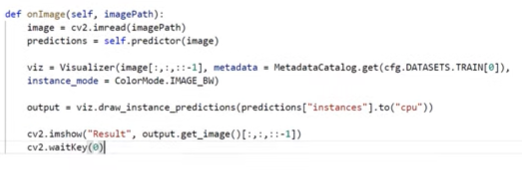 def onImage(self, imagePath):
image = cv2.imread(imagePath)
predictions = self.predictor(image)
viz = Visualizer(image[:,:,::-1], metadata = MetadataCatalog.get(cfg.DATASETS.TRAIN[0]),
instance_mode = ColorMode.IMAGE_BW)
output = viz.draw_instance_predictions(predictions["instances"].to("cpu"))
cv2.imshow("Result", output.get_image()[:,:,::-1])
cv2.waitKey(0)